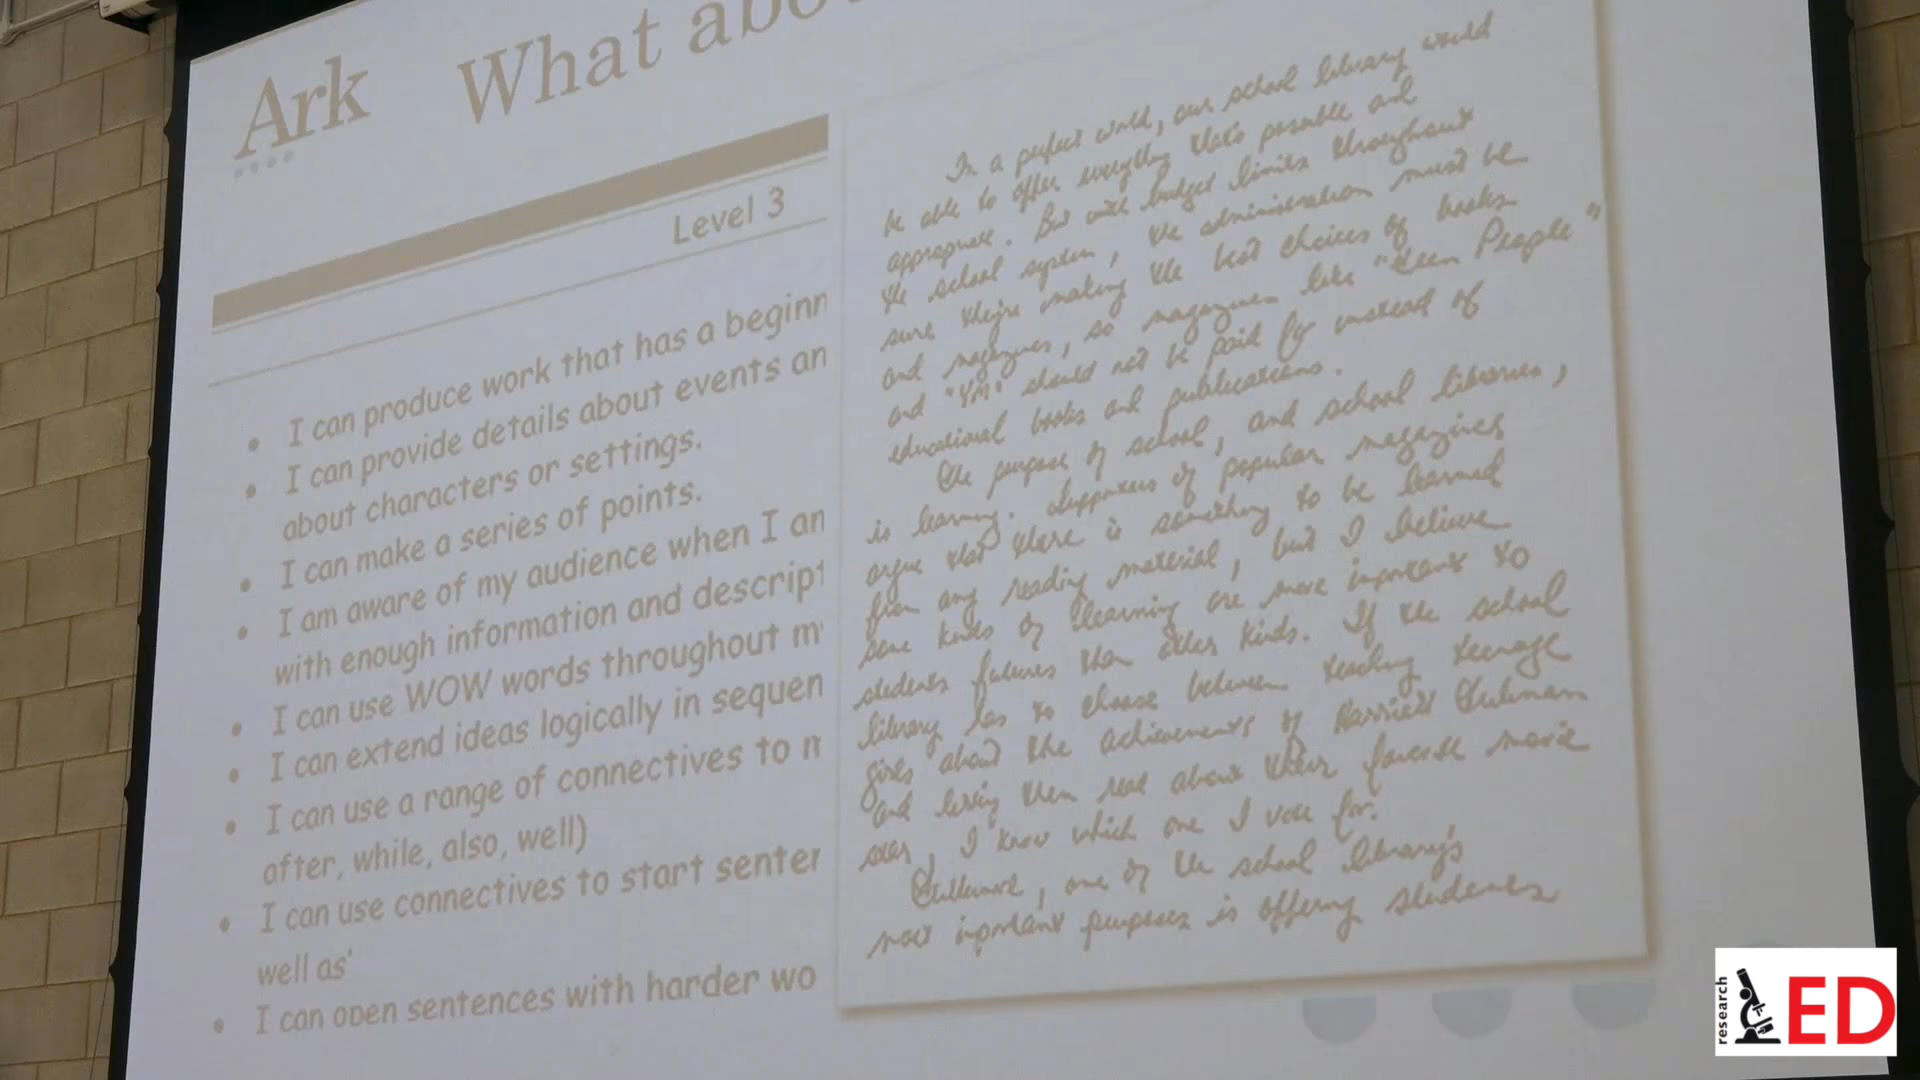 Ark What abo
Level 3
• I can produce work that has a beginn
• I can provide details about events an
about characters or settings.
• I can make a series of points.
• I am aware of my audience when I an
with enough information and descript
• I can use WOW words throughout m
• I can extend ideas logically in sequen
• I can use a range of connectives to n
after, while, also, well)
• I can use connectives to start senter
well as'
• I can open sentences with harder wo
In a perfect world, our school library would
be able to offer everything that's possible and
appropriate. But with budget limits throughout
the school system, the administration must be
sure they're making the best choices of books
and magazines, so magazines like "Teen People"
and "YM" should not be paid for instead of
educational books and publications.
The purpose of school, and school libraries,
is learning. Supporters of popular magazines
argue that there is something to be learned
from any reading material, but I believe
some kinds of learning are more important to
students futures than other kinds. If the school
library has to choose between teaching teenage
girls about the achievements of Harriett Tubman
and letting them read about their favorite movie
star, I know which one I vote for.
one of the school library's
most important purposes is offering students
research ED